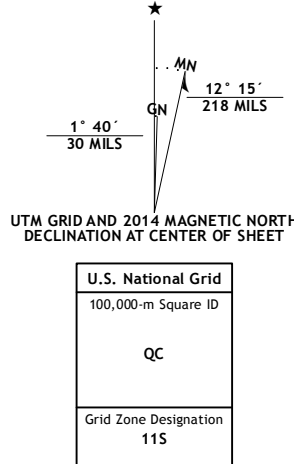 ★
MN
GN
1° 40´
30 MILS
12° 15´
218 MILS
UTM GRID AND 2014 MAGNETIC NORTH
DECLINATION AT CENTER OF SHEET
U.S. National Grid
100,000-m Square ID
QC
Grid Zone Designation
11S